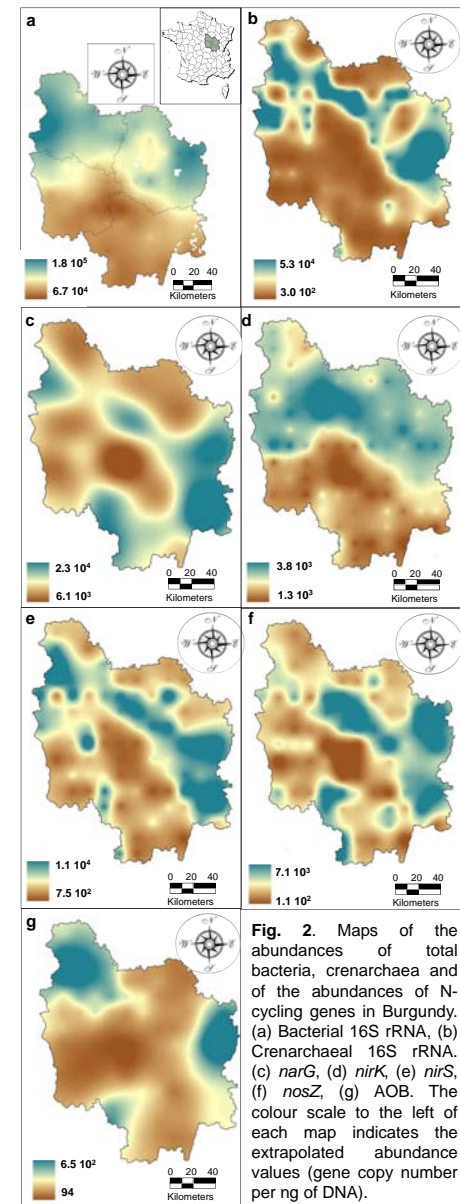 a
N
W E
S
1.8 10⁵
6.7 10⁴
0 20 40
Kilometers
b
N
W E
S
5.3 10⁴
3.0 10²
0 20 40
Kilometers
c
N
W E
S
2.3 10⁴
6.1 10³
0 20 40
Kilometers
d
N
W E
S
3.8 10³
1.3 10³
0 20 40
Kilometers
e
N
W E
S
1.1 10⁴
7.5 10²
0 20 40
Kilometers
f
N
W E
S
7.1 10³
1.1 10²
0 20 40
Kilometers
g
N
W E
S
6.5 10²
94
0 20 40
Kilometers
Fig. 2. Maps of the
abundances of total
bacteria, crenarchaea and
of the abundances of N-
cycling genes in Burgundy.
(a) Bacterial 16S rRNA, (b)
Crenarchaeal 16S rRNA.
(c) narG, (d) nirK, (e) nirS,
(f) nosZ, (g) AOB. The
colour scale to the left of
each map indicates the
extrapolated abundance
values (gene copy number
per ng of DNA).